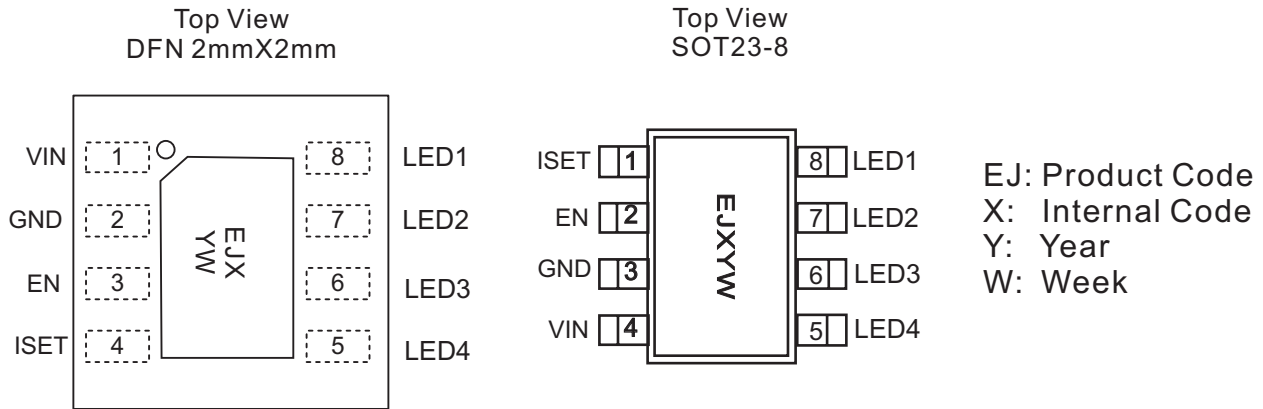 Top View
DFN 2mmX2mm
VIN 1 8 LED1
GND 2 7 LED2
EN 3 6 LED3
ISET 4 5 LED4
EJX
YW
Top View
SOT23-8
ISET 1 8 LED1
EN 2 7 LED2
GND 3 6 LED3
VIN 4 5 LED4
EJXYW
EJ: Product Code
X: Internal Code
Y: Year
W: Week